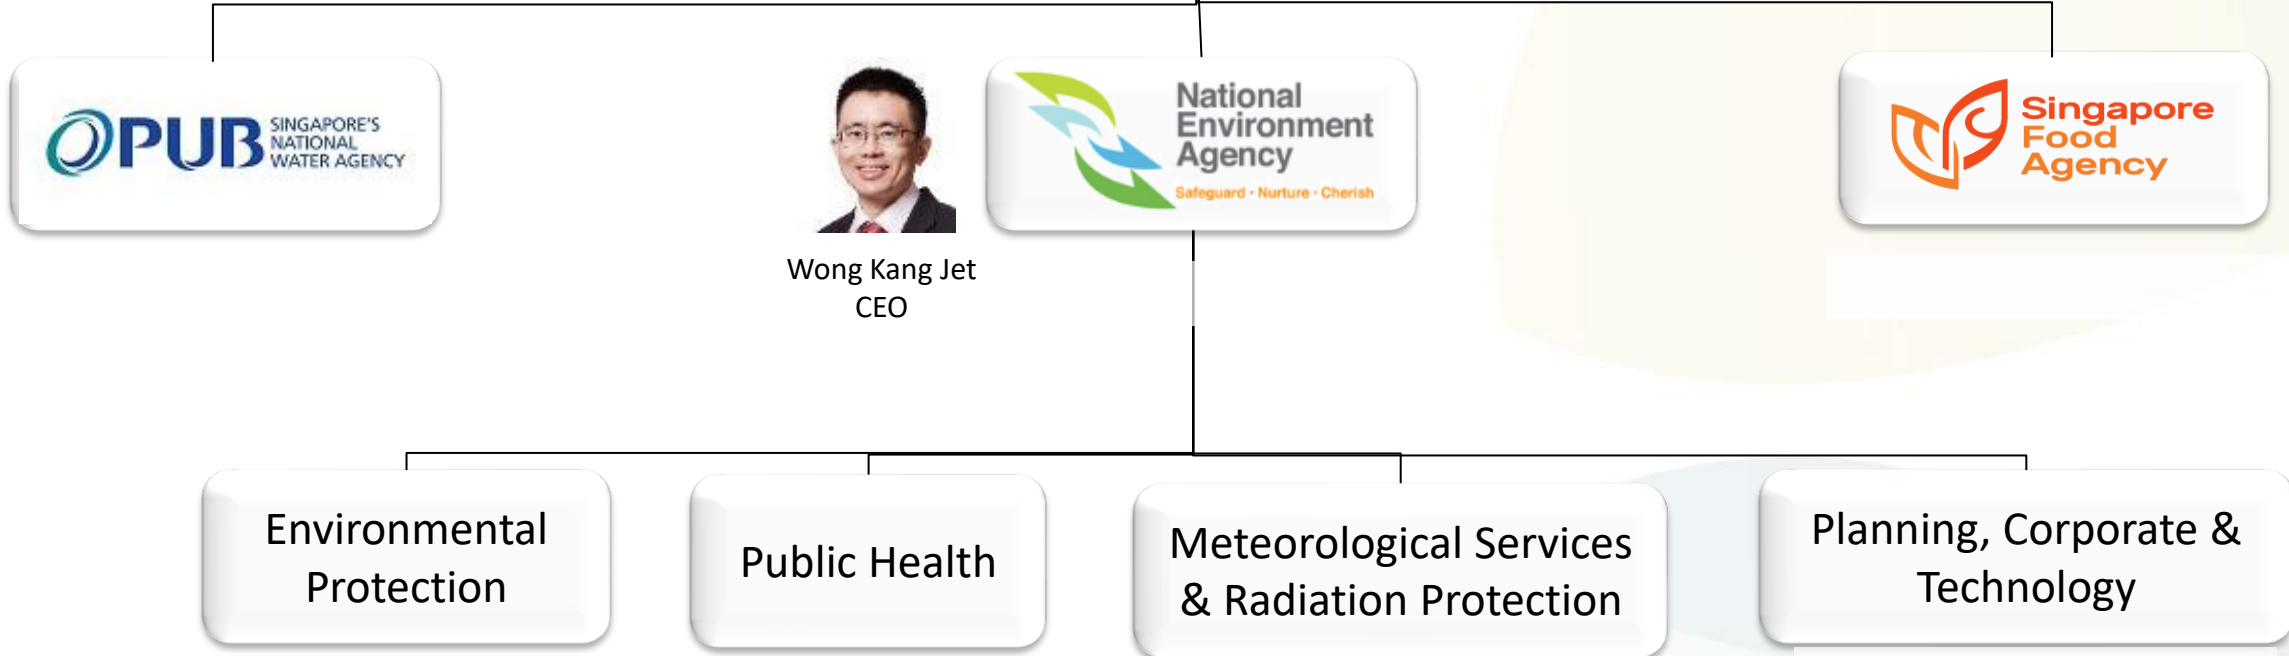 PUB
SINGAPORE'S
NATIONAL
WATER AGENCY
National
Environment
Agency
Safeguard · Nurture · Cherish
Singapore
Food
Agency
Wong Kang Jet
CEO
Environmental
Protection
Public Health
Meteorological Services
& Radiation Protection
Planning, Corporate &
Technology